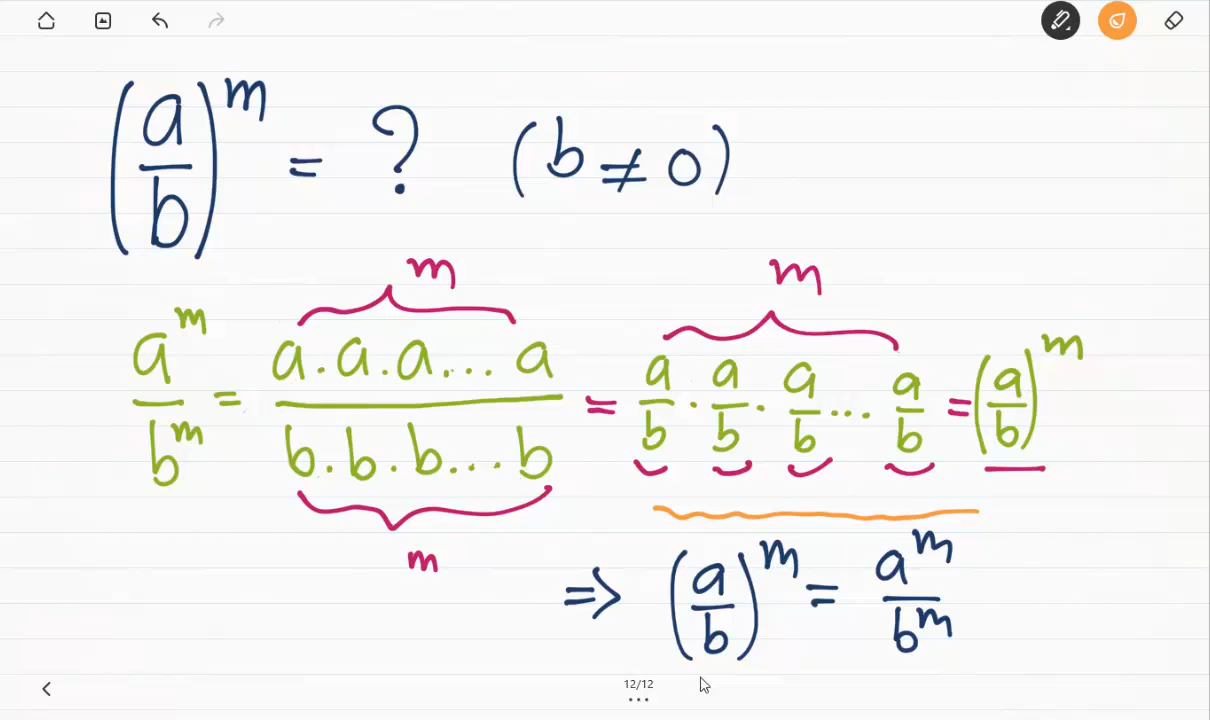 (a/b)^m = ? (b ≠ 0)
m m
a^m/b^m = a.a.a....a/b.b.b...b = a/b . a/b . a/b ... a/b = (a/b)^m
m
=> (a/b)^m = a^m/b^m
12/12